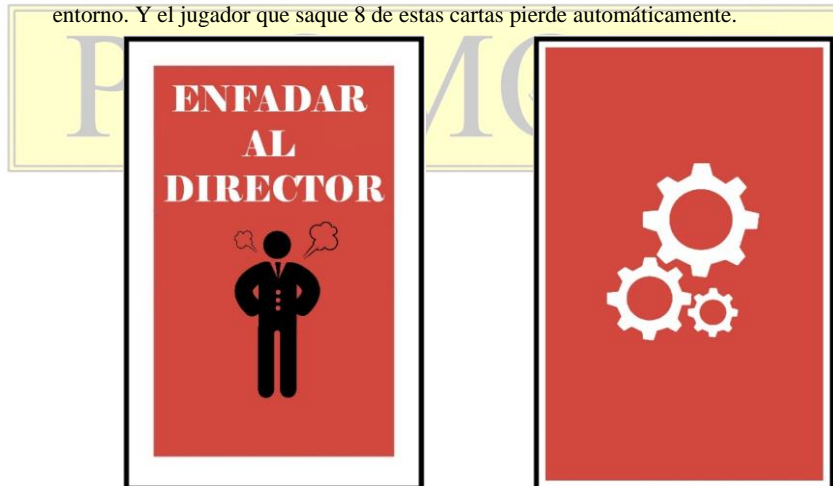 entorno. Y el jugador que saque 8 de estas cartas pierde automáticamente.
ENFADAR
AL
DIRECTOR